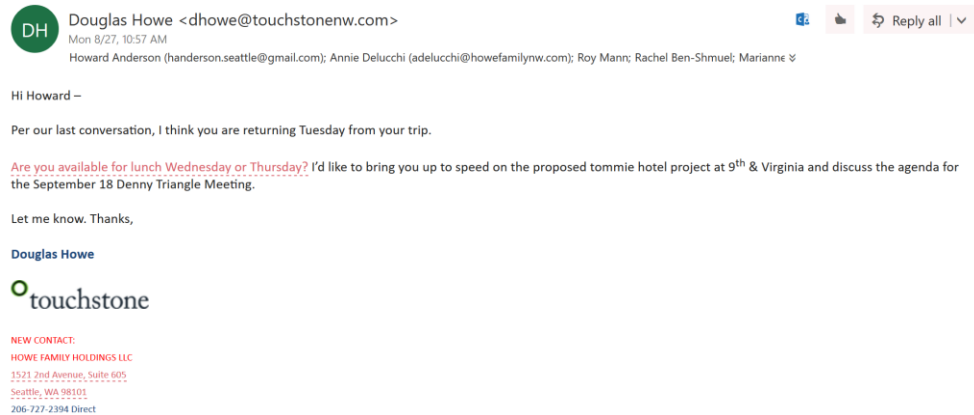 DH
Douglas Howe <dhowe@touchstonenw.com>
Reply all
Mon 8/27, 10:57 AM
Howard Anderson (handerson.seattle@gmail.com); Annie Delucchi (adelucchi@howefamilynw.com); Roy Mann; Rachel Ben-Shmuel; Marianne
Hi Howard –
Per our last conversation, I think you are returning Tuesday from your trip.
Are you available for lunch Wednesday or Thursday? I’d like to bring you up to speed on the proposed tommie hotel project at 9th & Virginia and discuss the agenda for
the September 18 Denny Triangle Meeting.
Let me know. Thanks,
Douglas Howe
touchstone
NEW CONTACT:
HOWE FAMILY HOLDINGS LLC
1521 2nd Avenue, Suite 605
Seattle, WA 98101
206-727-2394 Direct